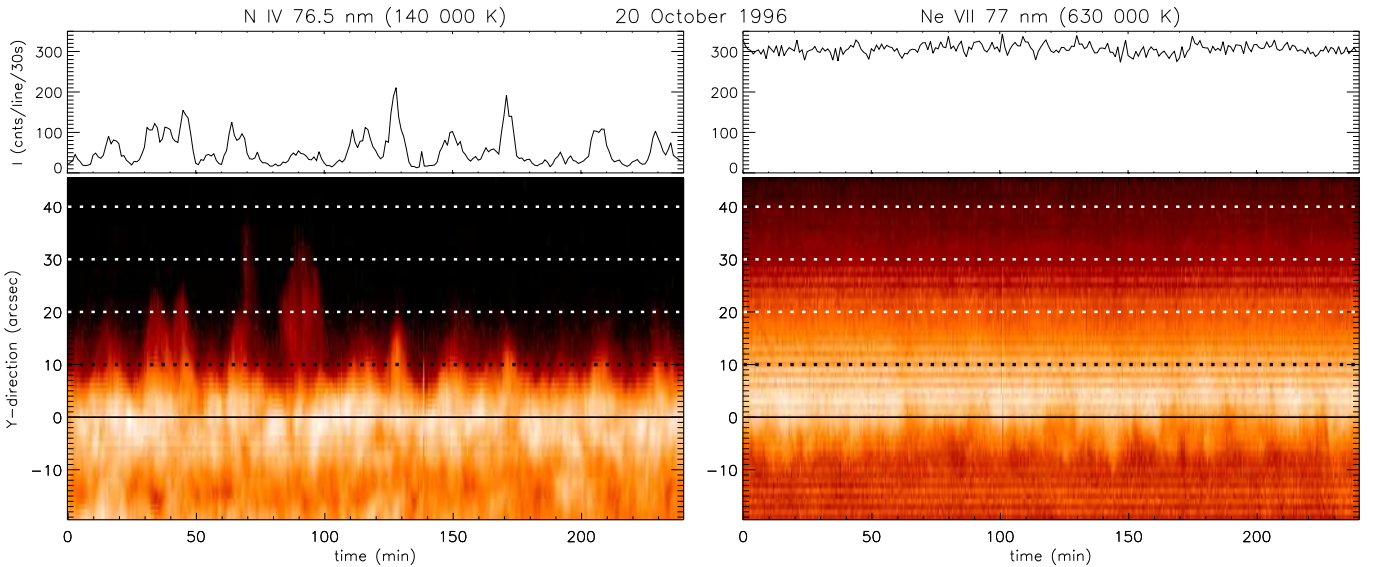 N IV 76.5 nm (140 000 K) 20 October 1996 Ne VII 77 nm (630 000 K)
I (cnts/line/30s)
300
200
100
0
300
200
100
0
Y-direction (arcsec)
40
30
20
10
0
−10
40
30
20
10
0
−10
0 50 100 150 200
0 50 100 150 200
time (min)
time (min)